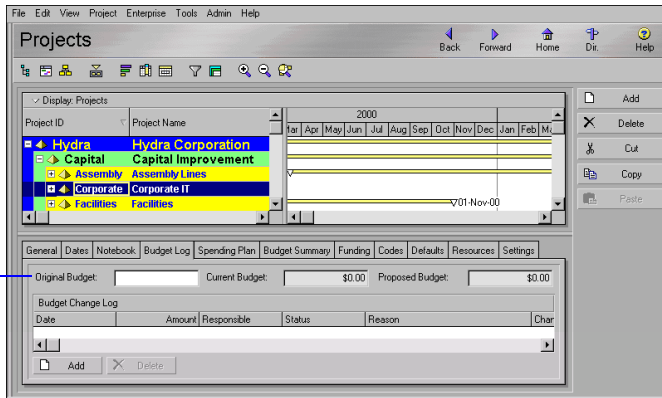 File Edit View Project Enterprise Tools Admin Help
Projects
Back Forward Home Dir. Help
Display: Projects
Project ID Project Name
2000
Mar Apr May Jun Jul Aug Sep Oct Nov Dec Jan Feb
Hydra Hydra Corporation
Capital Capital Improvement
Assembly Assembly Lines
Corporate Corporate IT
Facilities Facilities
01-Nov-00
Add
Delete
Cut
Copy
Paste
General Dates Notebook Budget Log Spending Plan Budget Summary Funding Codes Defaults Resources Settings
Original Budget: Current Budget: $0.00 Proposed Budget: $0.00
Budget Change Log
Date Amount Responsible Status Reason Char
Add Delete